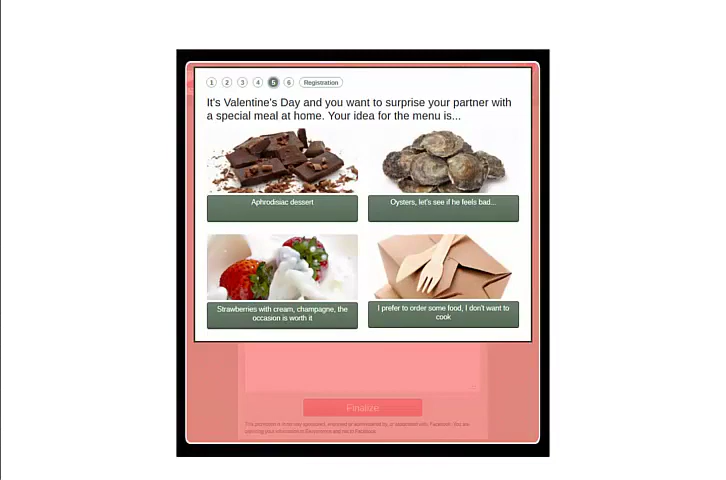 1 2 3 4 5 6 Registration
It's Valentine's Day and you want to surprise your partner with
a special meal at home. Your idea for the menu is...
Aphrodisiac dessert
Oysters, let's see if he feels bad...
Strawberries with cream, champagne, the
occasion is worth it
I prefer to order some food, I don't want to
cook
Finalize